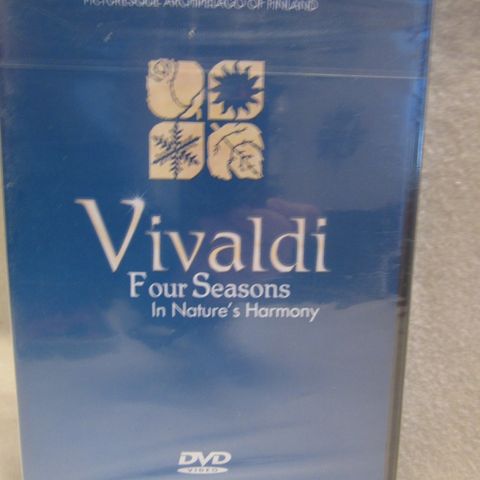 PICTURESQUE ARCHIPELAGO OF FINLAND
Vivaldi
Four Seasons
In Nature's Harmony
DVD
VIDEO